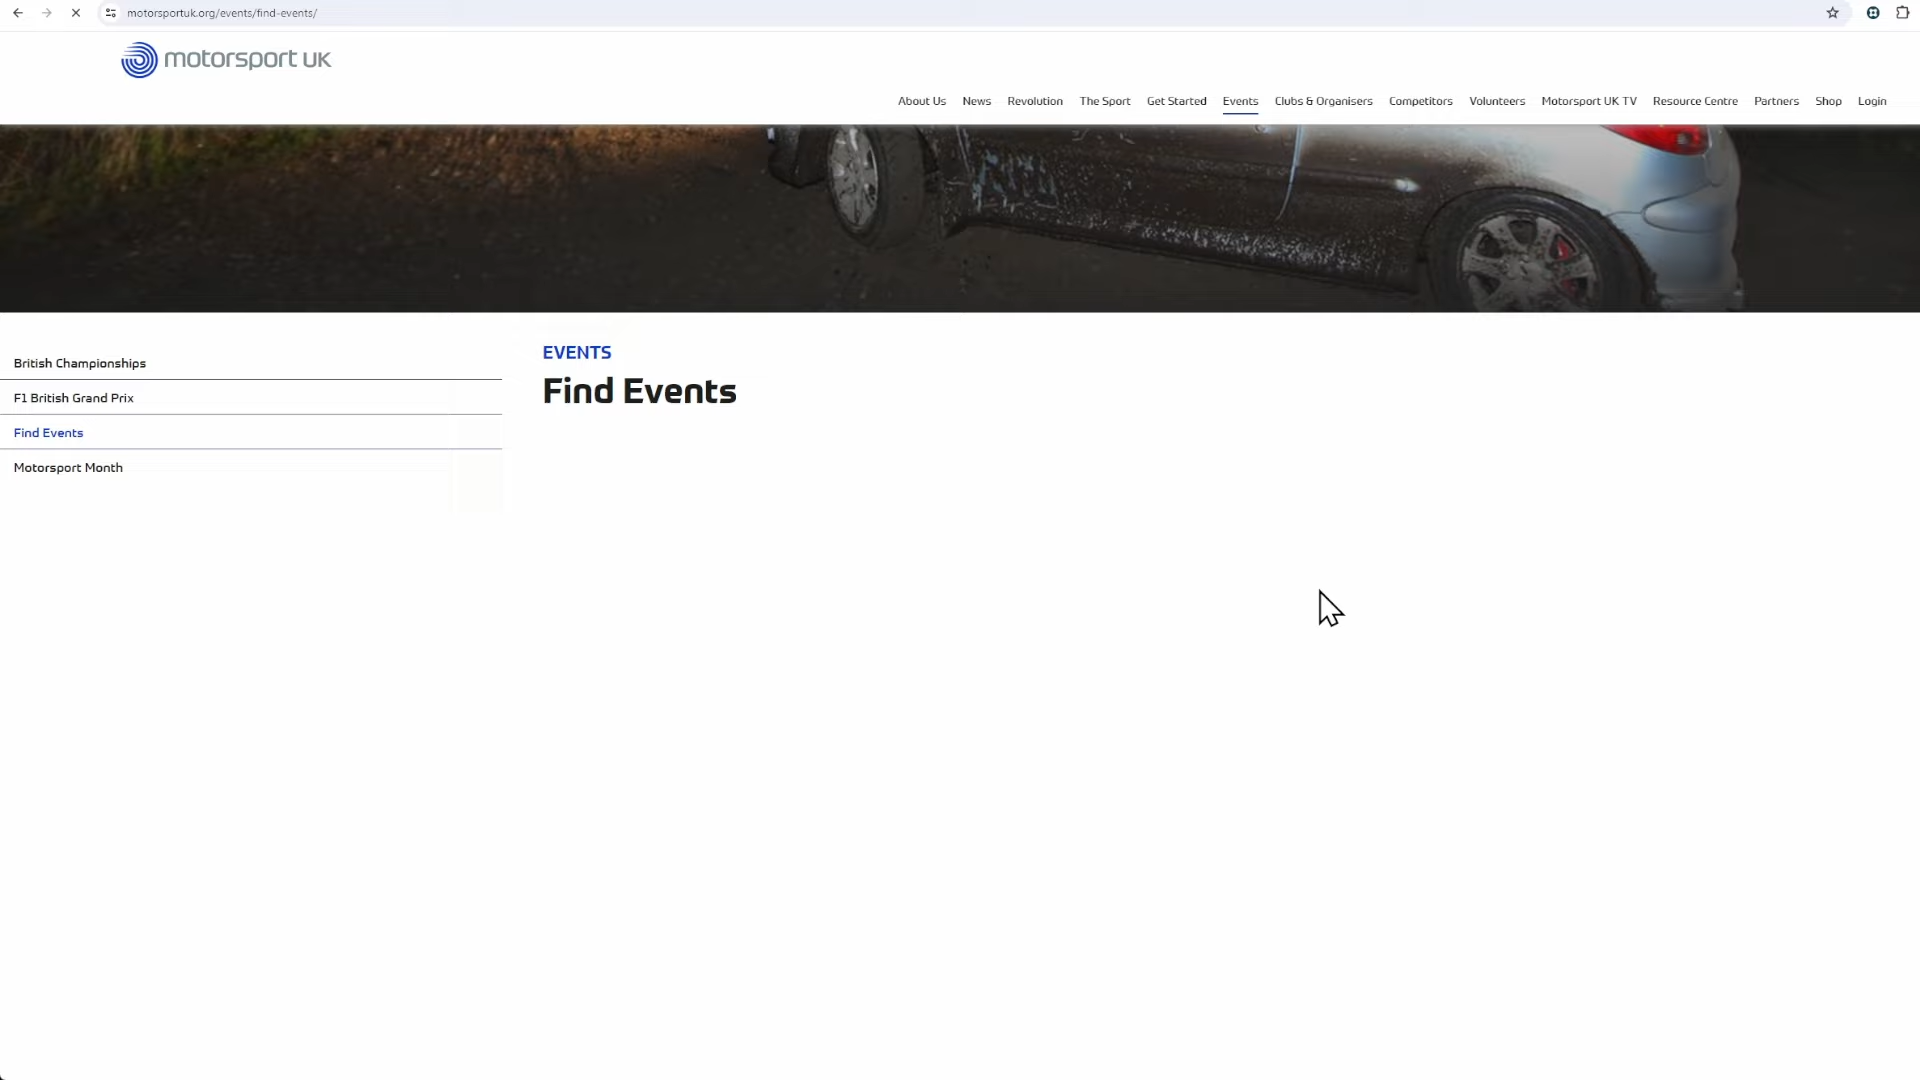 motorsportuk.org/events/find-events/
motorsport UK
About Us News Revolution The Sport Get Started Events Clubs & Organisers Competitors Volunteers Motorsport UK TV Resource Centre Partners Shop Login
British Championships
F1 British Grand Prix
Find Events
Motorsport Month
EVENTS
Find Events